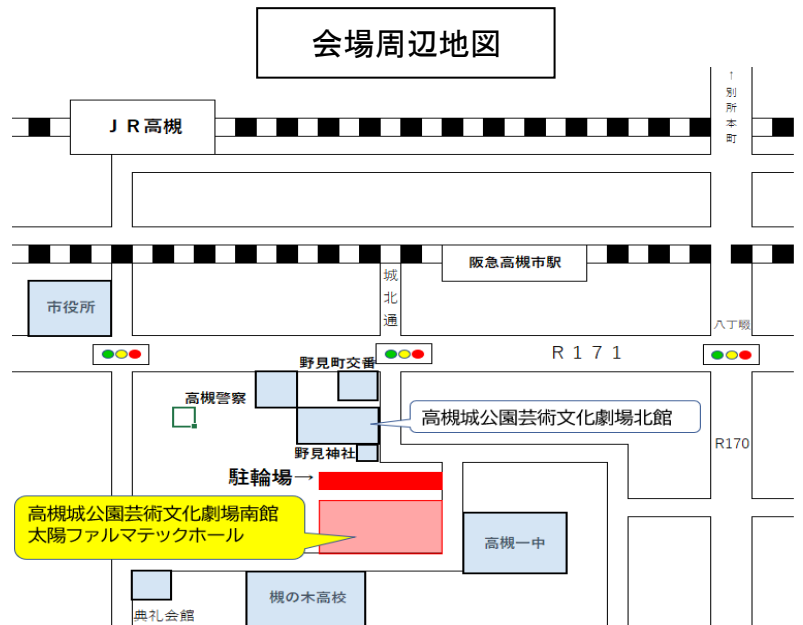 会場周辺地図
↑別所本町
ＪＲ高槻
阪急高槻市駅
城北通
市役所
八丁畷
Ｒ１７１
野見町交番
高槻警察
高槻城公園芸術文化劇場北館
R170
野見神社
駐輪場→
高槻城公園芸術文化劇場南館
太陽ファルマテックホール
高槻一中
槻の木高校
典礼会館